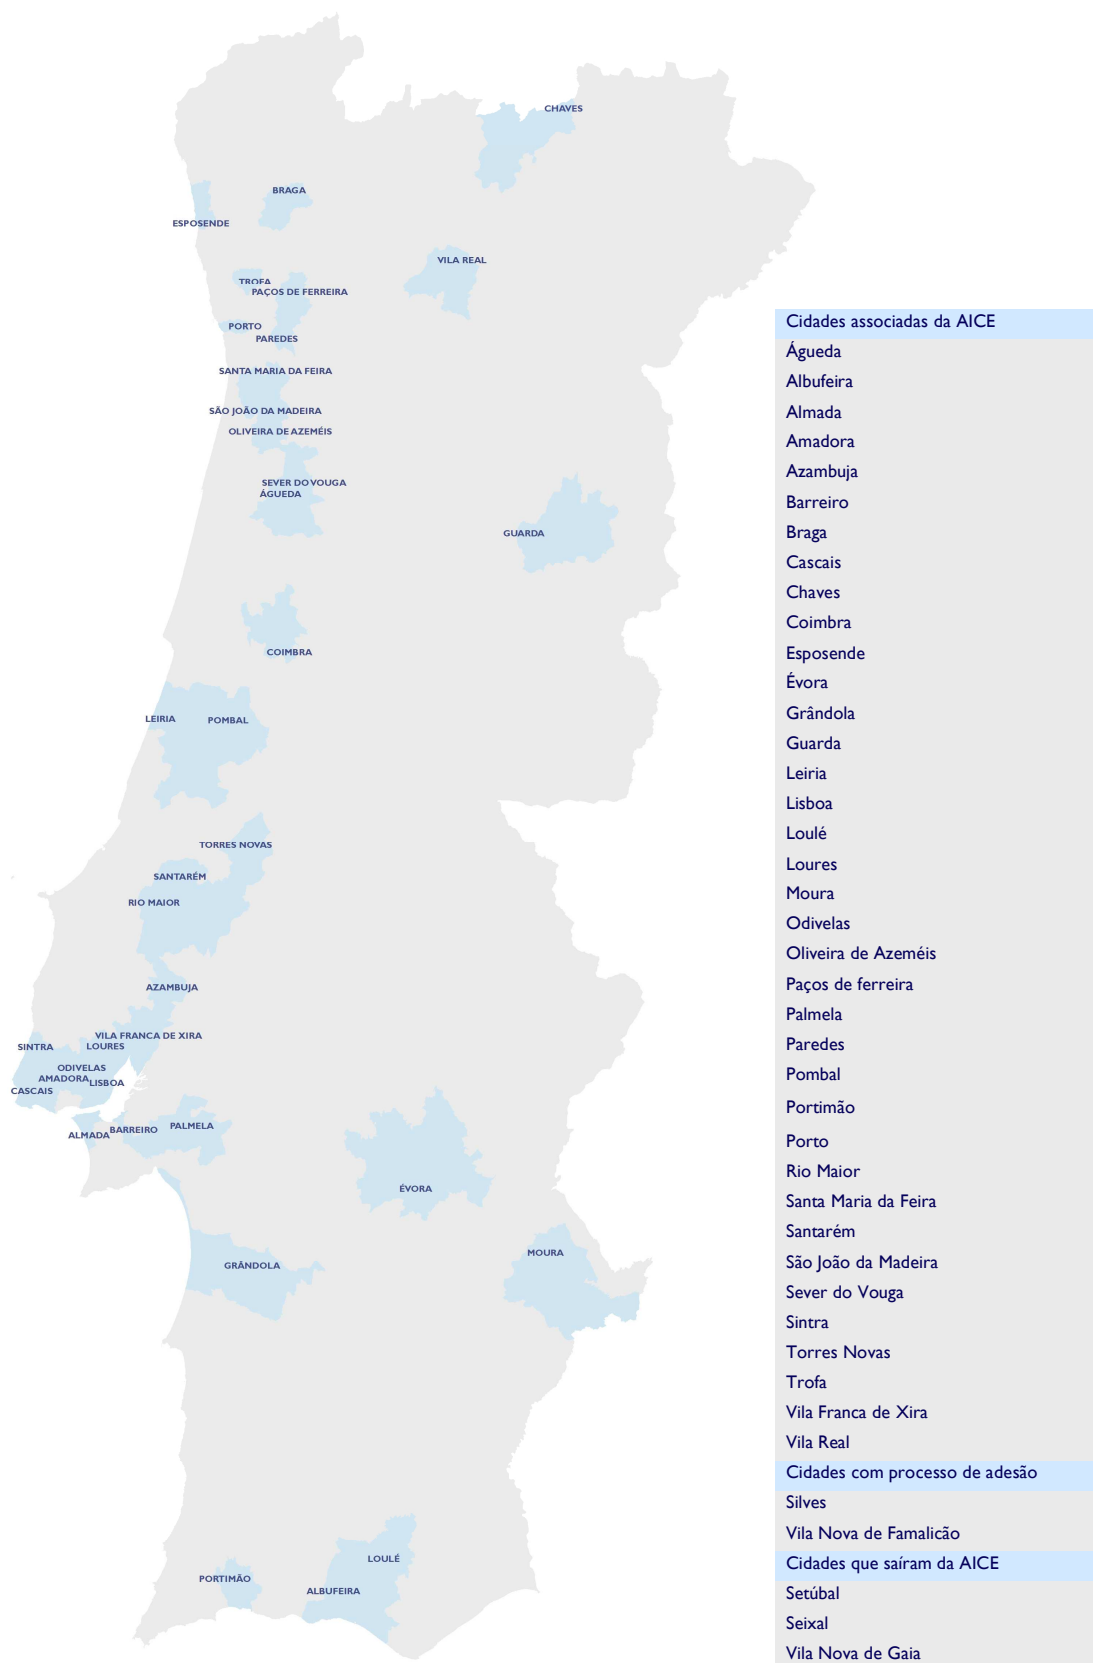 CHAVES
BRAGA
ESPOSENDE
VILA REAL
TROFA
PAÇOS DE FERREIRA
PORTO
PAREDES
SANTA MARIA DA FEIRA
SÃO JOÃO DA MADEIRA
OLIVEIRA DE AZEMÉIS
SEVER DO VOUGA
ÁGUEDA
GUARDA
COIMBRA
LEIRIA
POMBAL
TORRES NOVAS
SANTARÉM
RIO MAIOR
AZAMBUJA
VILA FRANCA DE XIRA
SINTRA
LOURES
ODIVELAS
AMADORA
LISBOA
CASCAIS
ALMADA
BARREIRO
PALMELA
ÉVORA
MOURA
GRÂNDOLA
LOULÉ
PORTIMÃO
ALBUFEIRA
Cidades associadas da AICE
Águeda
Albufeira
Almada
Amadora
Azambuja
Barreiro
Braga
Cascais
Chaves
Coimbra
Esposende
Évora
Grândola
Guarda
Leiria
Lisboa
Loulé
Loures
Moura
Odivelas
Oliveira de Azeméis
Paços de ferreira
Palmela
Paredes
Pombal
Portimão
Porto
Rio Maior
Santa Maria da Feira
Santarém
São João da Madeira
Sever do Vouga
Sintra
Torres Novas
Trofa
Vila Franca de Xira
Vila Real
Cidades com processo de adesão
Silves
Vila Nova de Famalicão
Cidades que saíram da AICE
Setúbal
Seixal
Vila Nova de Gaia